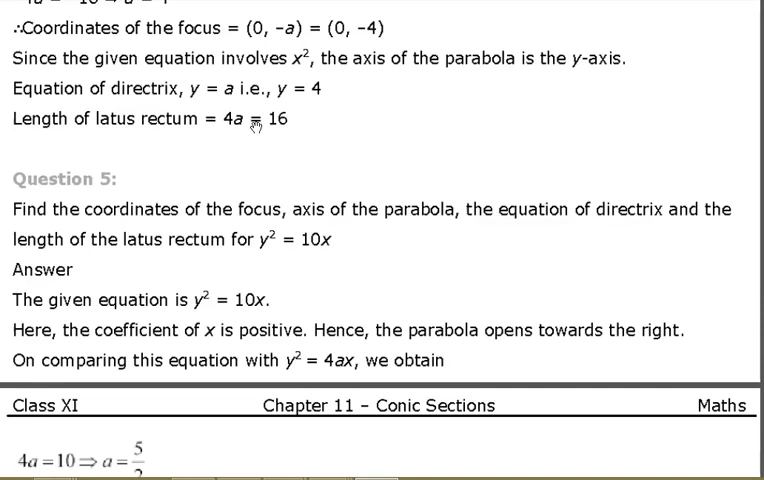 ∴Coordinates of the focus = (0, –a) = (0, –4)
Since the given equation involves x², the axis of the parabola is the y-axis.
Equation of directrix, y = a i.e., y = 4
Length of latus rectum = 4a = 16
Question 5:
Find the coordinates of the focus, axis of the parabola, the equation of directrix and the
length of the latus rectum for y² = 10x
Answer
The given equation is y² = 10x.
Here, the coefficient of x is positive. Hence, the parabola opens towards the right.
On comparing this equation with y² = 4ax, we obtain
Class XI Chapter 11 – Conic Sections Maths
4a = 10 ⇒ a = 5/2